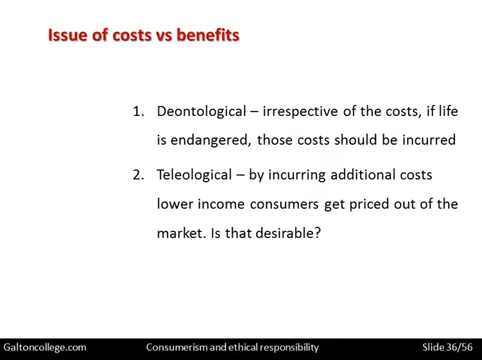 Issue of costs vs benefits
1. Deontological – irrespective of the costs, if life
is endangered, those costs should be incurred
2. Teleological – by incurring additional costs
lower income consumers get priced out of the
market. Is that desirable?
Galtoncollege.com Consumerism and ethical responsibility Slide 36/56